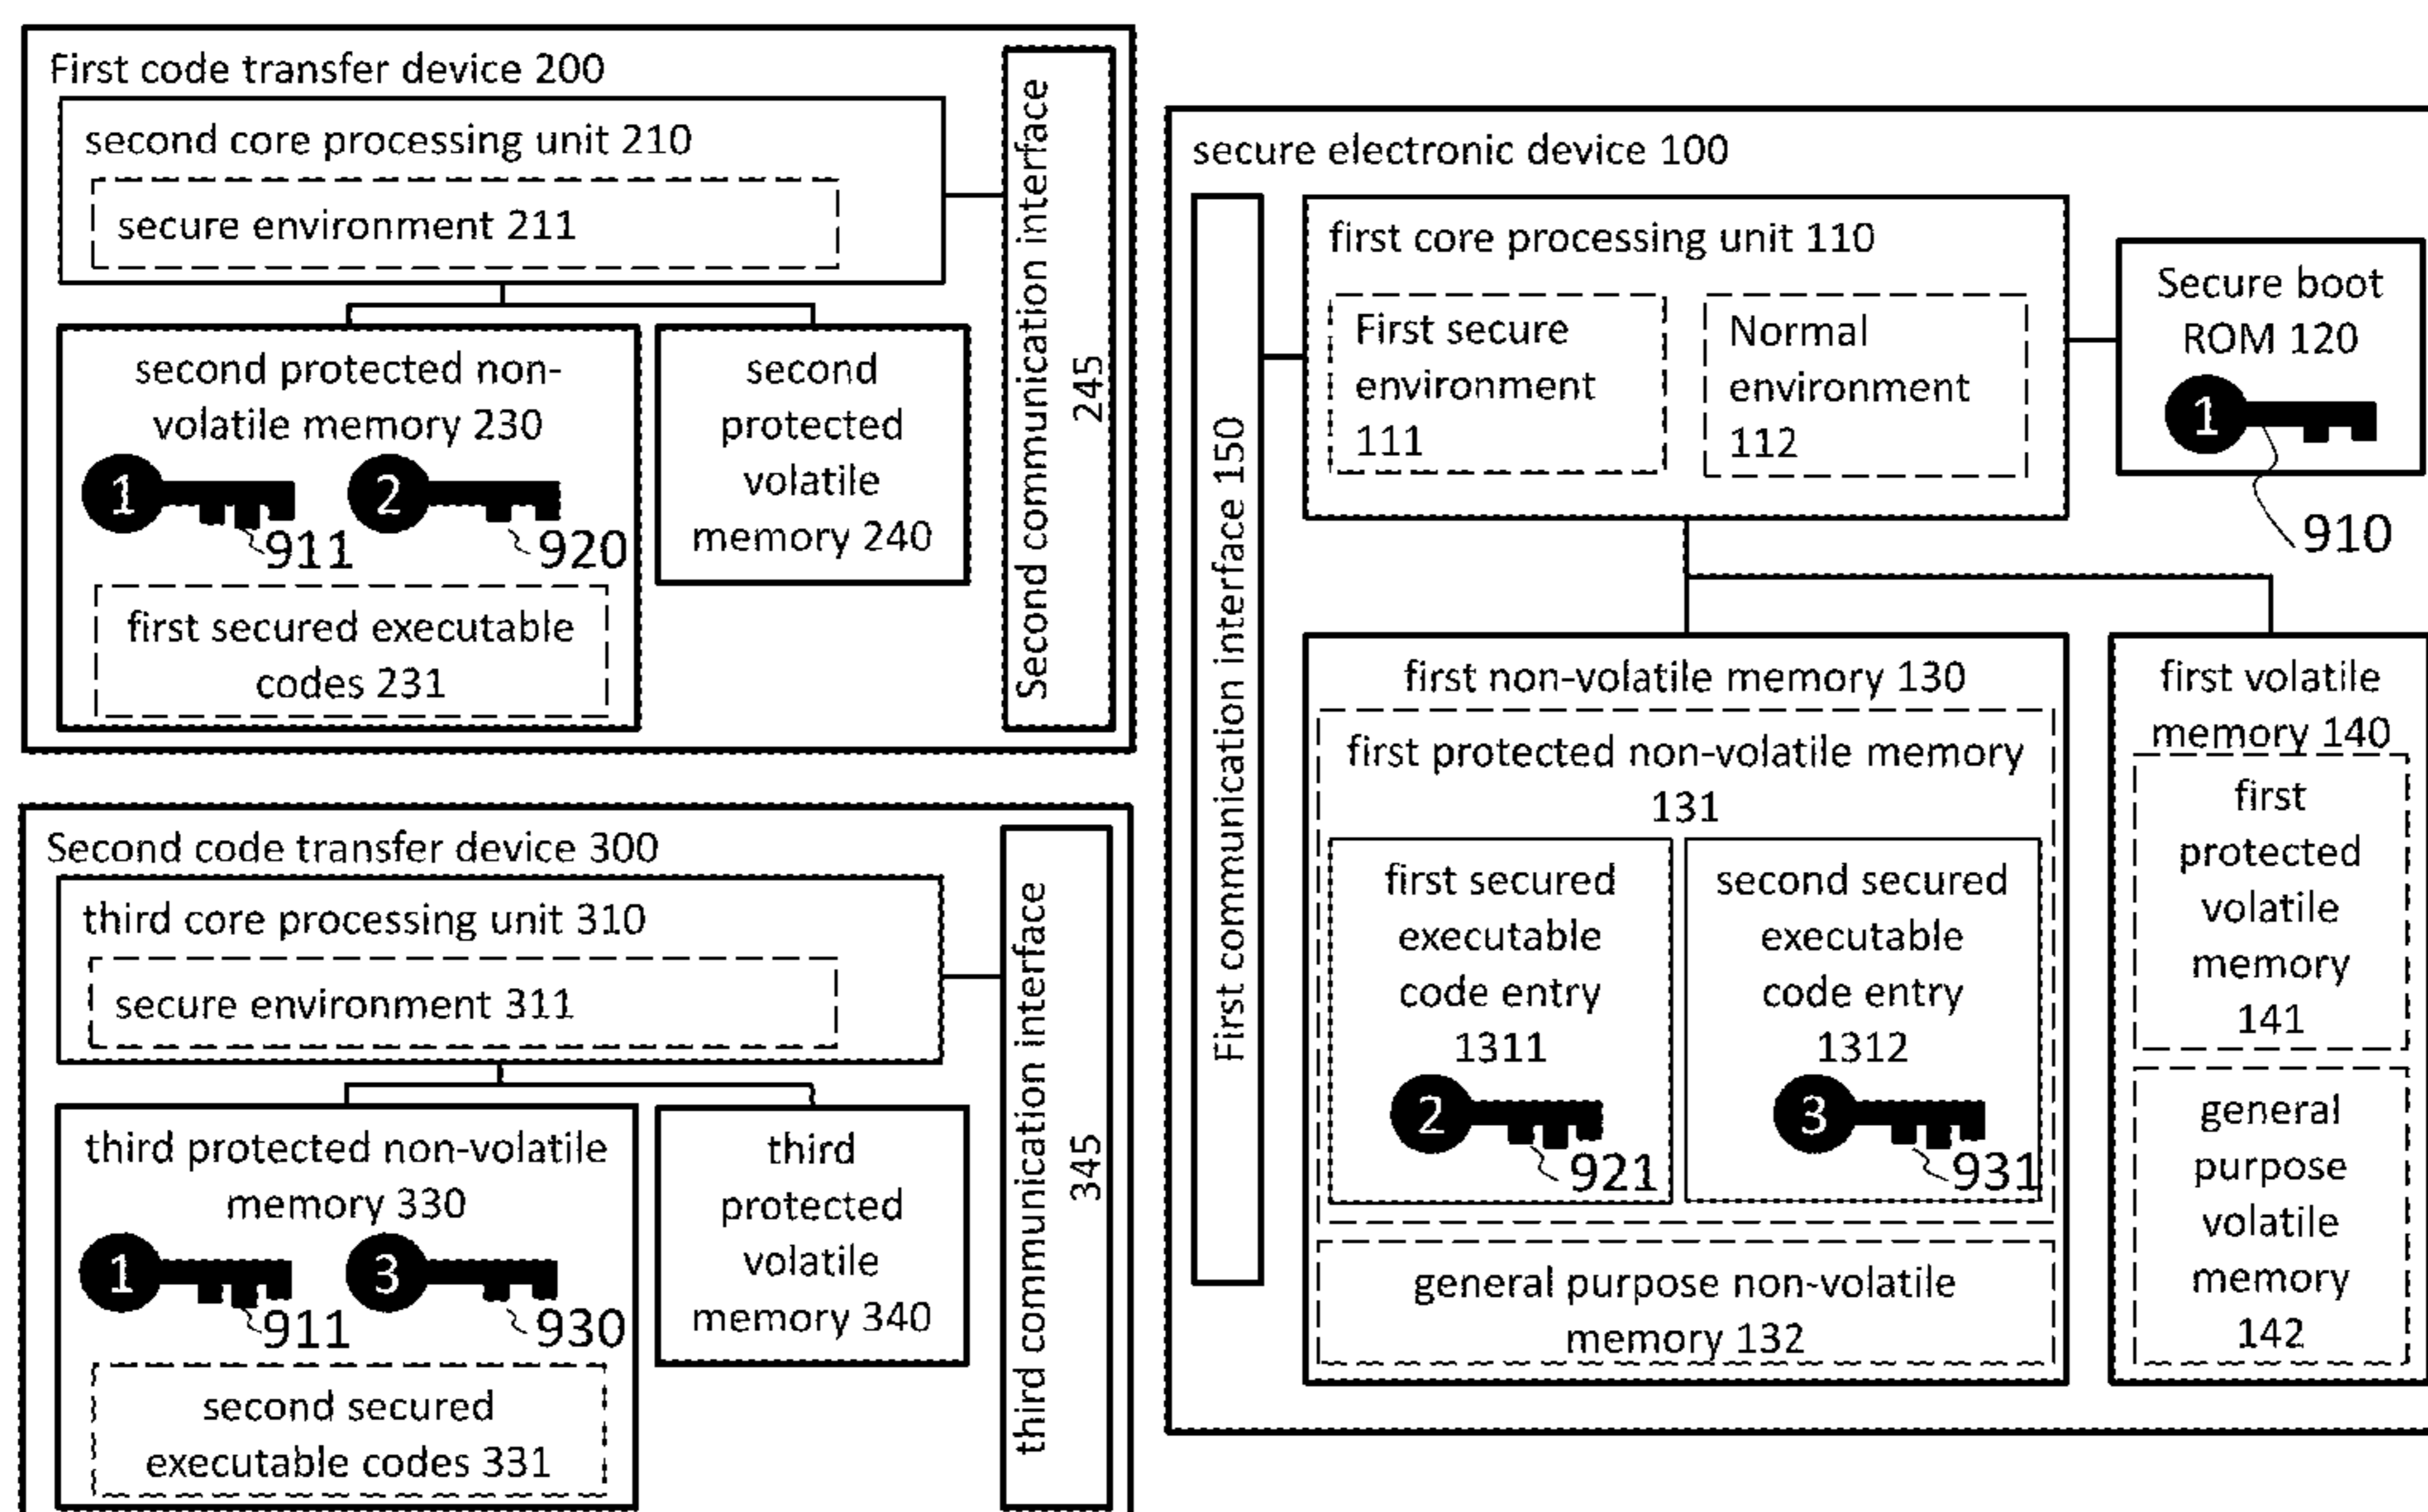 First code transfer device 200
second core processing unit 210
secure environment 211
second protected non-
volatile memory 230
1
911
2
920
first secured executable
codes 231
second
protected
volatile
memory 240
Second communication interface
245
Second code transfer device 300
third core processing unit 310
secure environment 311
third protected non-volatile
memory 330
1
911
3
930
second secured
executable codes 331
third
protected
volatile
memory 340
third communication interface
345
secure electronic device 100
First communication interface 150
first core processing unit 110
First secure
environment
111
Normal
environment
112
Secure boot
ROM 120
1
910
first non-volatile memory 130
first protected non-volatile memory
131
first secured
executable
code entry
1311
2
921
second secured
executable
code entry
1312
3
931
general purpose non-volatile
memory 132
first volatile
memory 140
first
protected
volatile
memory
141
general
purpose
volatile
memory
142